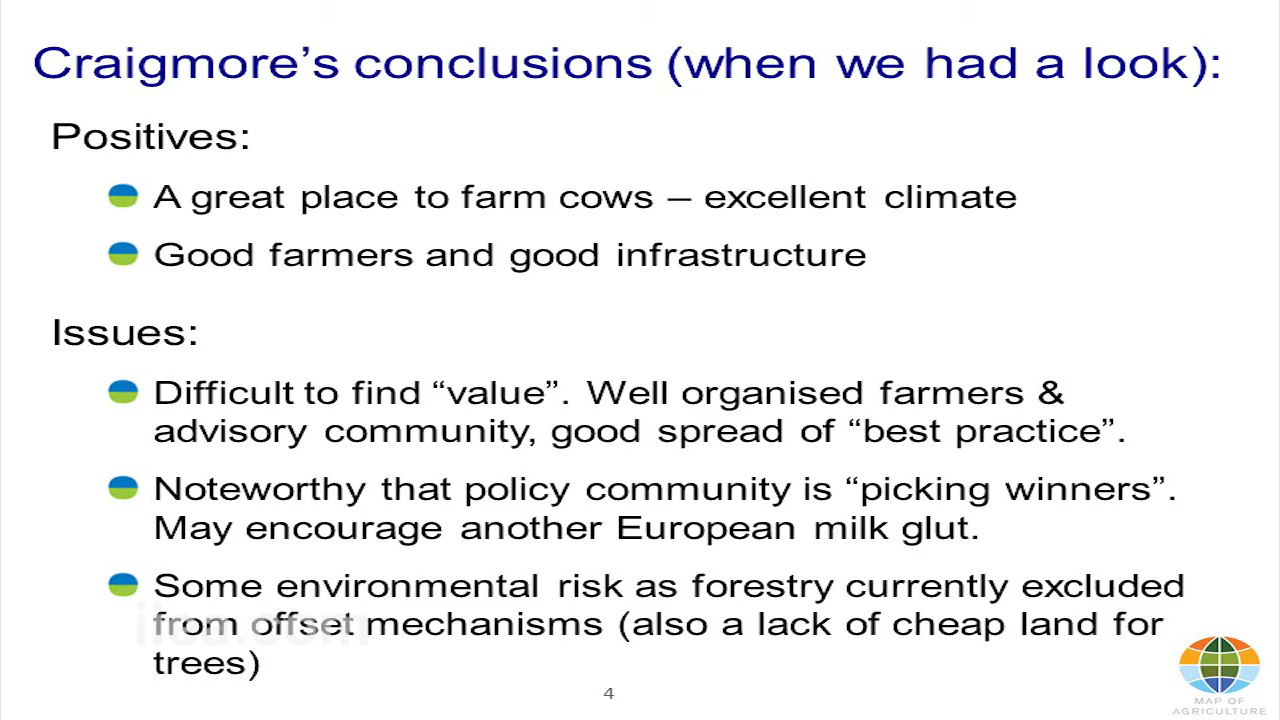 Craigmore’s conclusions (when we had a look):
Positives:
A great place to farm cows – excellent climate
Good farmers and good infrastructure
Issues:
Difficult to find “value”. Well organised farmers &
advisory community, good spread of “best practice”.
Noteworthy that policy community is “picking winners”.
May encourage another European milk glut.
Some environmental risk as forestry currently excluded
from offset mechanisms (also a lack of cheap land for
trees)
4
MAP OF
AGRICULTURE